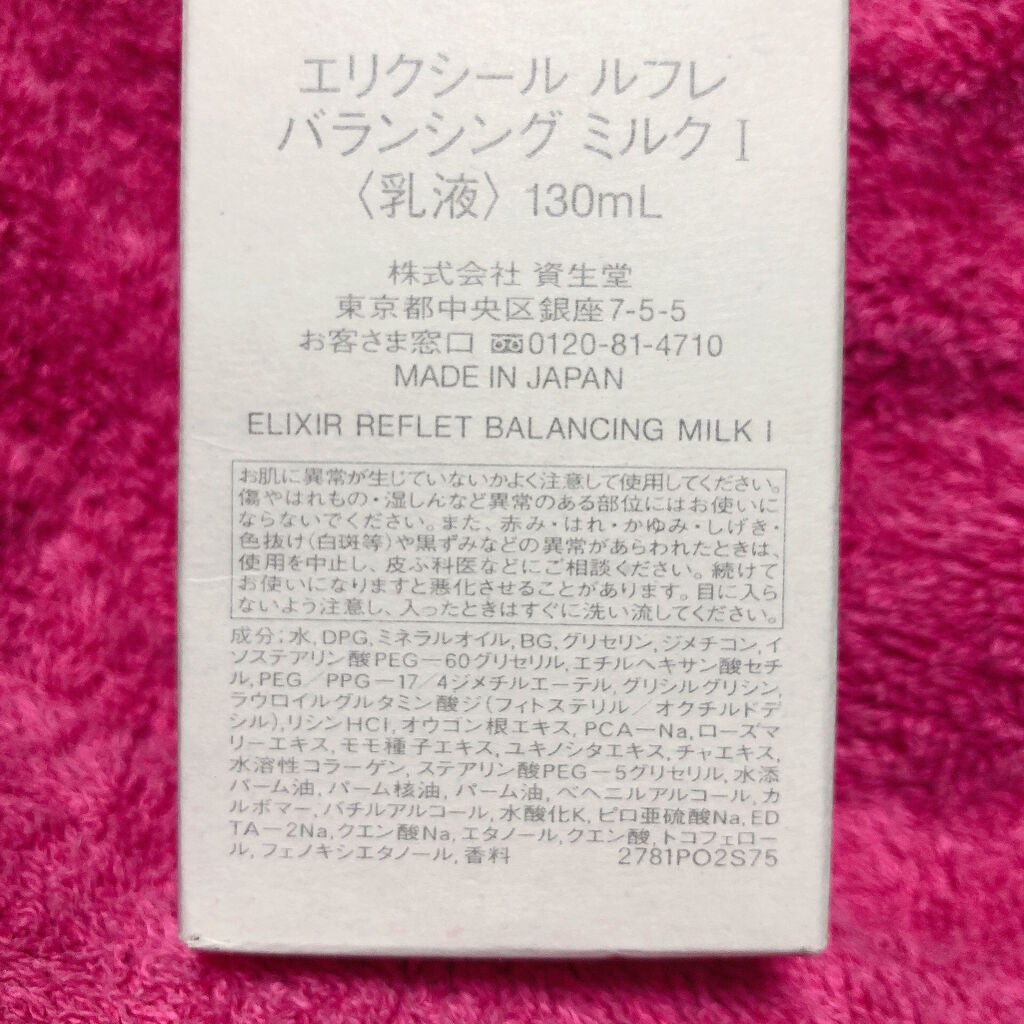 エリクシール ルフレ
バランシング ミルク I
〈乳液〉 130mL
株式会社 資生堂
東京都中央区銀座7-5-5
お客さま窓口 0120-81-4710
MADE IN JAPAN
ELIXIR REFLET BALANCING MILK I
お肌に異常が生じていないかよく注意して使用してください。
傷やはれもの・湿しんなど異常のある部位にはお使いに
ならないでください。また、赤み・はれ・かゆみ・しげき・
色抜け(白斑等)や黒ずみなどの異常があらわれたときは、
使用を中止し、皮ふ科医などにご相談ください。続けて
お使いになりますと悪化させることがあります。目に入ら
ないよう注意し、入ったときはすぐに洗い流してください。
成分;水,DPG,ミネラルオイル,BG,グリセリン,ジメチコン,イ
ソステアリン酸PEG-60グリセリル,エチルヘキサン酸セチ
ル,PEG/PPG-17/4ジメチルエーテル,グリシルグリシン,
ラウロイルグルタミン酸ジ(フィトステリル/オクチルドデ
シル),リシンHCl,オウゴン根エキス,PCA-Na,ローズマ
リーエキス,モモ種子エキス,ユキノシタエキス,チャエキス,
水溶性コラーゲン,ステアリン酸PEG-5グリセリル,水添
パーム油,パーム核油,パーム油,ベヘニルアルコール,カ
ルボマー,バチルアルコール,水酸化K,ピロ亜硫酸Na,ED
TA-2Na,クエン酸Na,エタノール,クエン酸,トコフェロー
ル,フェノキシエタノール,香料 2781PO2S75